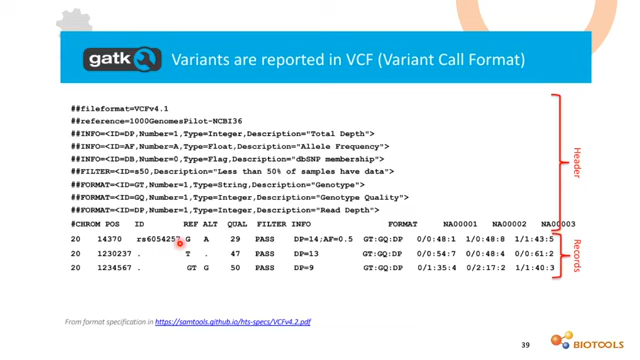 gatk
Variants are reported in VCF (Variant Call Format)
##fileformat=VCFv4.1
##reference=1000GenomesPilot-NCBI36
##INFO=<ID=DP,Number=1,Type=Integer,Description="Total Depth">
##INFO=<ID=AF,Number=A,Type=Float,Description="Allele Frequency">
##INFO=<ID=DB,Number=0,Type=Flag,Description="dbSNP membership">
##FILTER=<ID=s50,Description="Less than 50% of samples have data">
##FORMAT=<ID=GT,Number=1,Type=String,Description="Genotype">
##FORMAT=<ID=GQ,Number=1,Type=Integer,Description="Genotype Quality">
##FORMAT=<ID=DP,Number=1,Type=Integer,Description="Read Depth">
#CHROM POS ID REF ALT QUAL FILTER INFO FORMAT NA00001 NA00002 NA00003
20 14370 rs6054257 G A 29 PASS DP=14;AF=0.5 GT:GQ:DP 0/0:48:1 1/0:48:8 1/1:43:5
20 1230237 . T . 47 PASS DP=13 GT:GQ:DP 0/0:54:7 0/0:48:4 0/0:61:2
20 1234567 . GT G 50 PASS DP=9 GT:GQ:DP 0/1:35:4 0/2:17:2 1/1:40:3
Header
Records
From format specification in https://samtools.github.io/hts-specs/VCFv4.2.pdf
39
BIOTOOLS